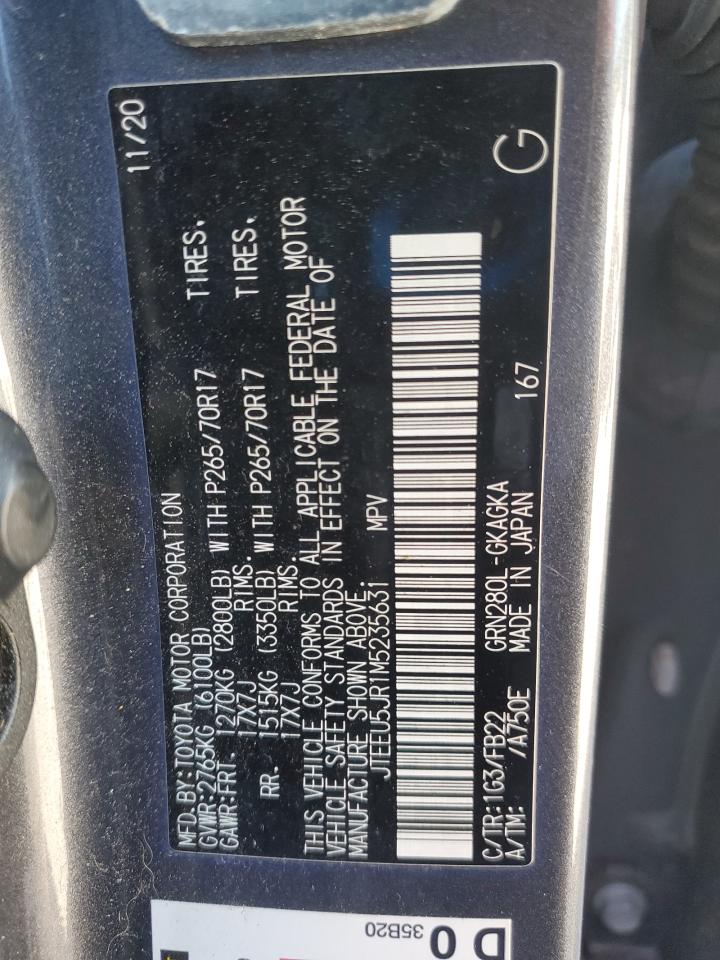 MFD. BY:TOYOTA MOTOR CORPORATION 11/20
GVWR:2765KG (6100LB)
GAWR:FRT. 1270KG (2800LB) WITH P265/70R17 TIRES.
17X7J RIMS.
RR. 1515KG (3350LB) WITH P265/70R17 TIRES.
17X7J RIMS.
THIS VEHICLE CONFORMS TO ALL APPLICABLE FEDERAL MOTOR
VEHICLE SAFETY STANDARDS IN EFFECT ON THE DATE OF
MANUFACTURE SHOWN ABOVE.
JTEEU5JR1M5235631 MPV
C/TR:1G3/FB22 GRN280L-GKAGKA 167 G
A/TM: /A750E MADE IN JAPAN
35B20
D 0